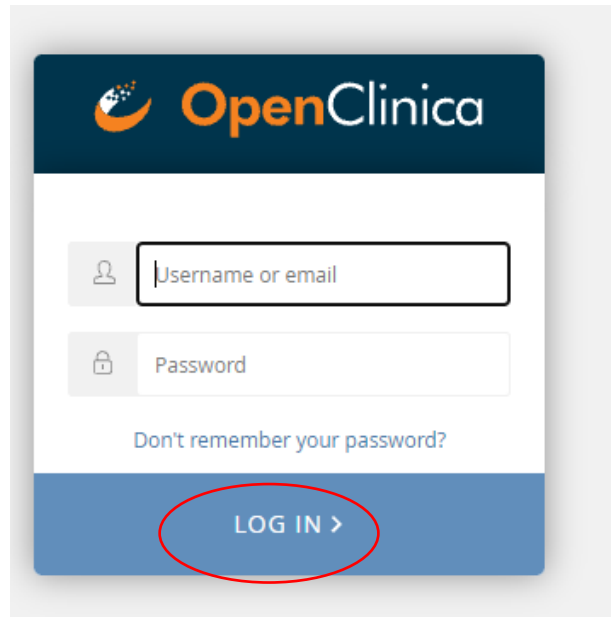 OpenClinica
Username or email
Password
Don't remember your password?
LOG IN >